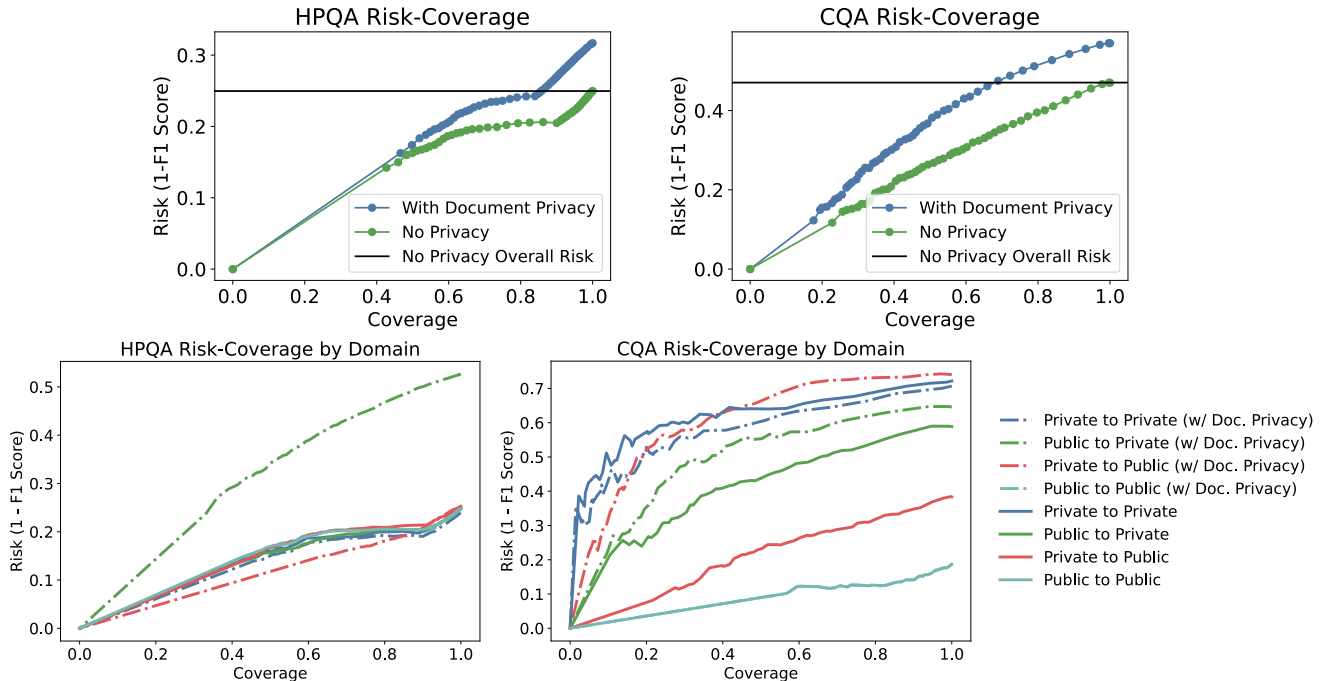 HPQA Risk-Coverage
Risk (1-F1 Score)
0.3
0.2
0.1
0.0
With Document Privacy
No Privacy
No Privacy Overall Risk
0.0 0.2 0.4 0.6 0.8 1.0
Coverage
CQA Risk-Coverage
Risk (1-F1 Score)
0.4
0.2
0.0
With Document Privacy
No Privacy
No Privacy Overall Risk
0.0 0.2 0.4 0.6 0.8 1.0
Coverage
HPQA Risk-Coverage by Domain
Risk (1 - F1 Score)
0.5
0.4
0.3
0.2
0.1
0.0
0.0 0.2 0.4 0.6 0.8 1.0
Coverage
CQA Risk-Coverage by Domain
Risk (1 - F1 Score)
0.7
0.6
0.5
0.4
0.3
0.2
0.1
0.0
0.0 0.2 0.4 0.6 0.8 1.0
Coverage
Private to Private (w/ Doc. Privacy)
Public to Private (w/ Doc. Privacy)
Private to Public (w/ Doc. Privacy)
Public to Public (w/ Doc. Privacy)
Private to Private
Public to Private
Private to Public
Public to Public